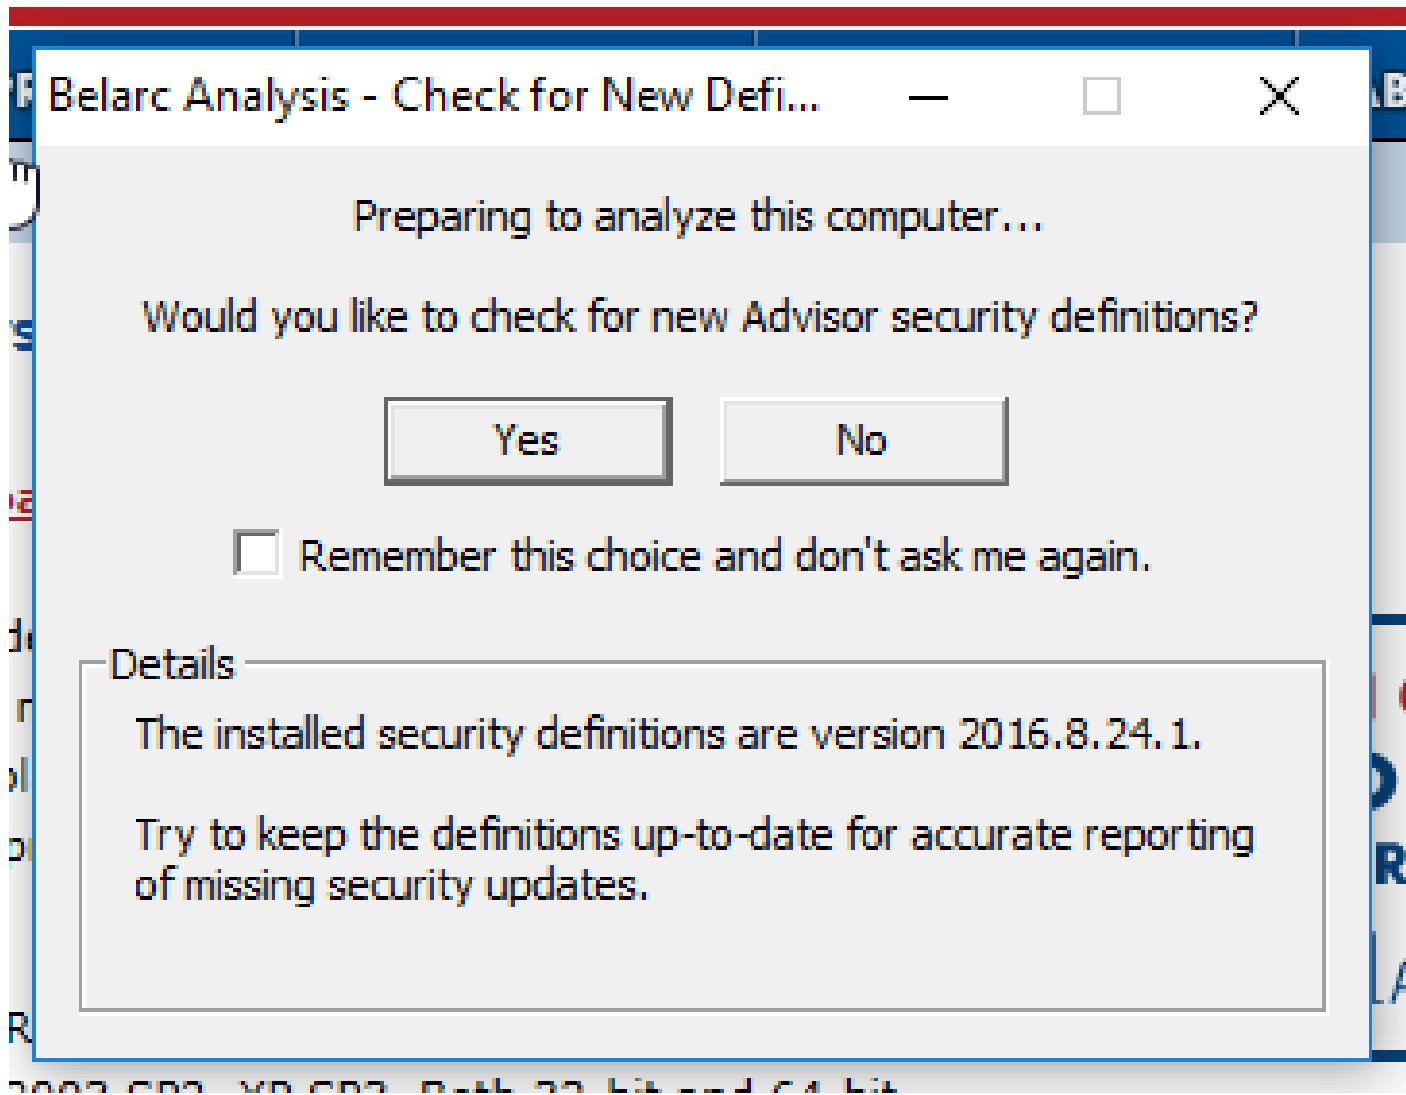 Belarc Analysis - Check for New Defi...
Preparing to analyze this computer...
Would you like to check for new Advisor security definitions?
Yes
No
Remember this choice and don't ask me again.
Details
The installed security definitions are version 2016.8.24.1.
Try to keep the definitions up-to-date for accurate reporting
of missing security updates.